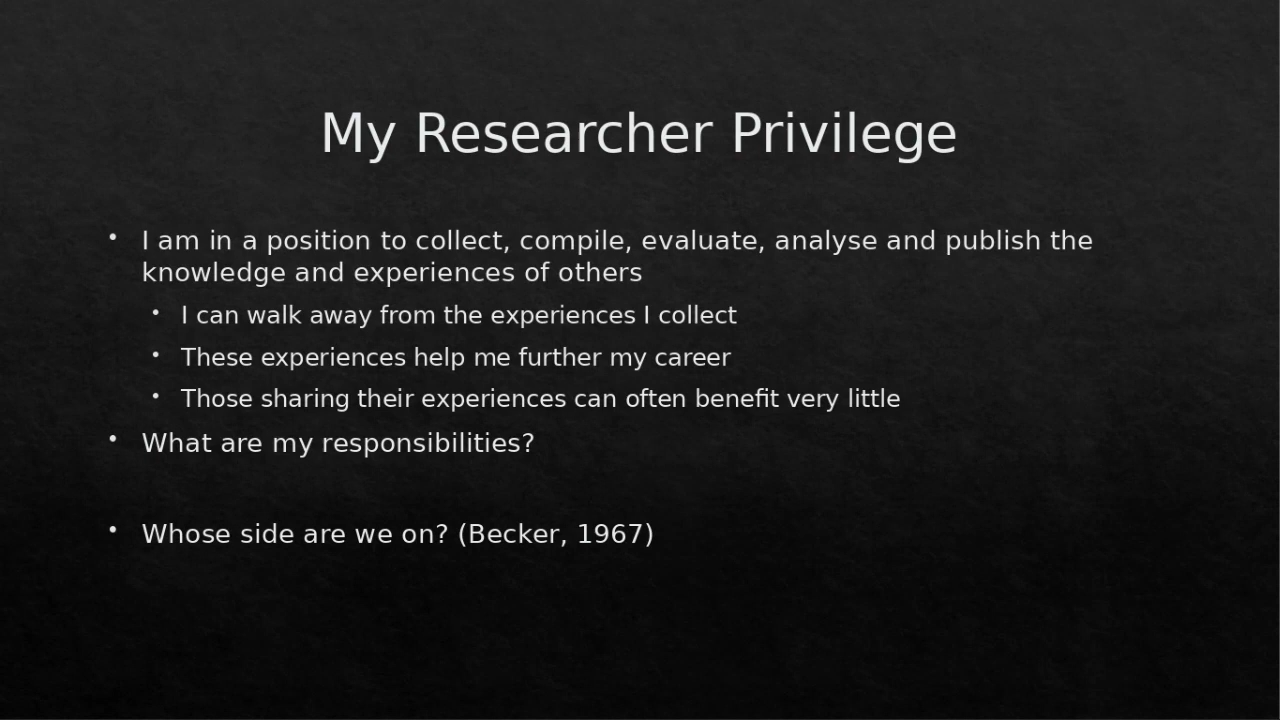 My Researcher Privilege
• I am in a position to collect, compile, evaluate, analyse and publish the
knowledge and experiences of others
• I can walk away from the experiences I collect
• These experiences help me further my career
• Those sharing their experiences can often benefit very little
• What are my responsibilities?
• Whose side are we on? (Becker, 1967)